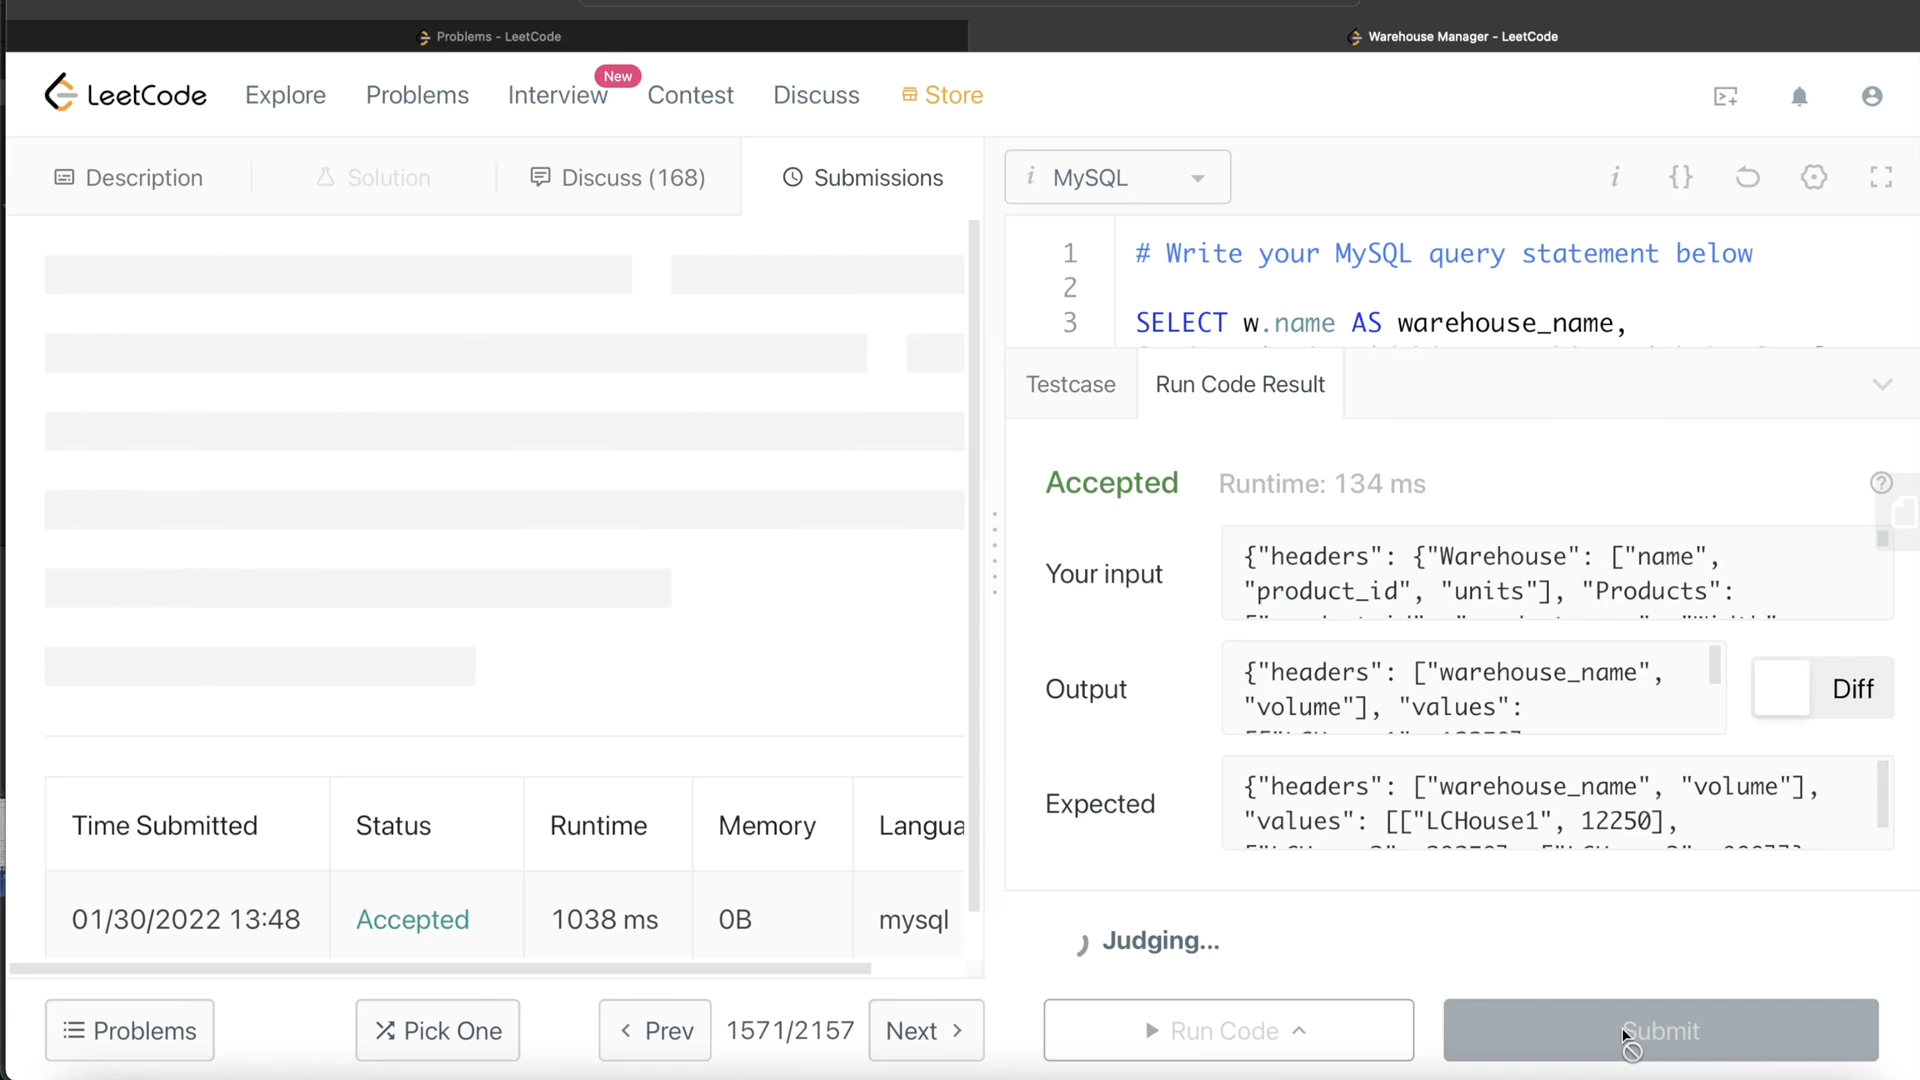 Problems - LeetCode
Warehouse Manager - LeetCode
LeetCode
Explore
Problems
Interview
New
Contest
Discuss
Store
Description
Solution
Discuss (168)
Submissions
i MySQL
1 # Write your MySQL query statement below
2
3 SELECT w.name AS warehouse_name,
Testcase
Run Code Result
Accepted
Runtime: 134 ms
Your input
{"headers": {"Warehouse": ["name",
"product_id", "units"], "Products":
Output
{"headers": ["warehouse_name",
"volume"], "values":
Diff
Expected
{"headers": ["warehouse_name", "volume"],
"values": [["LCHouse1", 12250],
Time Submitted
Status
Runtime
Memory
Langua
01/30/2022 13:48
Accepted
1038 ms
0B
mysql
Judging...
Problems
Pick One
Prev
1571/2157
Next
Run Code
Submit